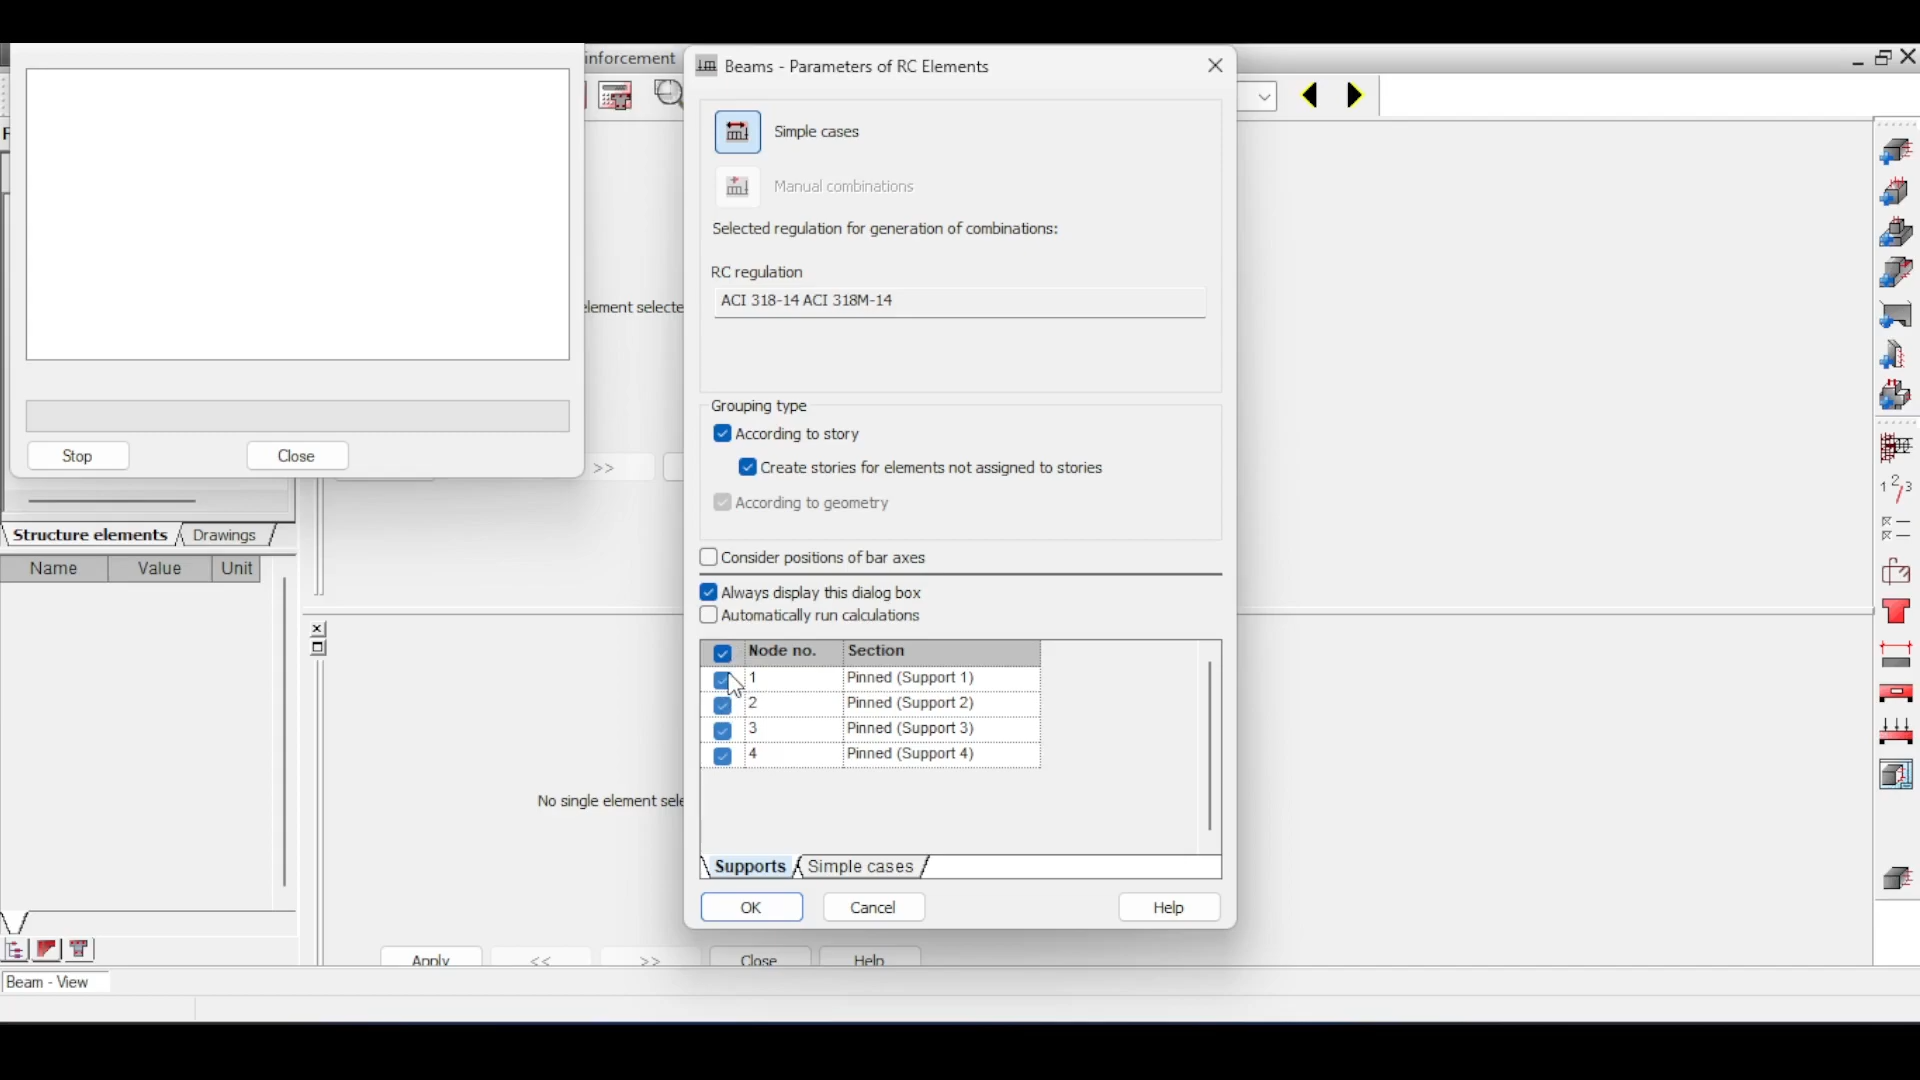 inforcement
Beams - Parameters of RC Elements
Simple cases
Manual combinations
Selected regulation for generation of combinations:
RC regulation
ACI 318-14 ACI 318M-14
Grouping type
According to story
Create stories for elements not assigned to stories
According to geometry
Consider positions of bar axes
Always display this dialog box
Automatically run calculations
Node no. Section
1 Pinned (Support 1)
2 Pinned (Support 2)
3 Pinned (Support 3)
4 Pinned (Support 4)
Supports Simple cases
OK Cancel Help
Stop Close
element selecte
>>
Structure elements Drawings
Name Value Unit
No single element sele
Apply << >> Close Help
Beam - View
1 2 3